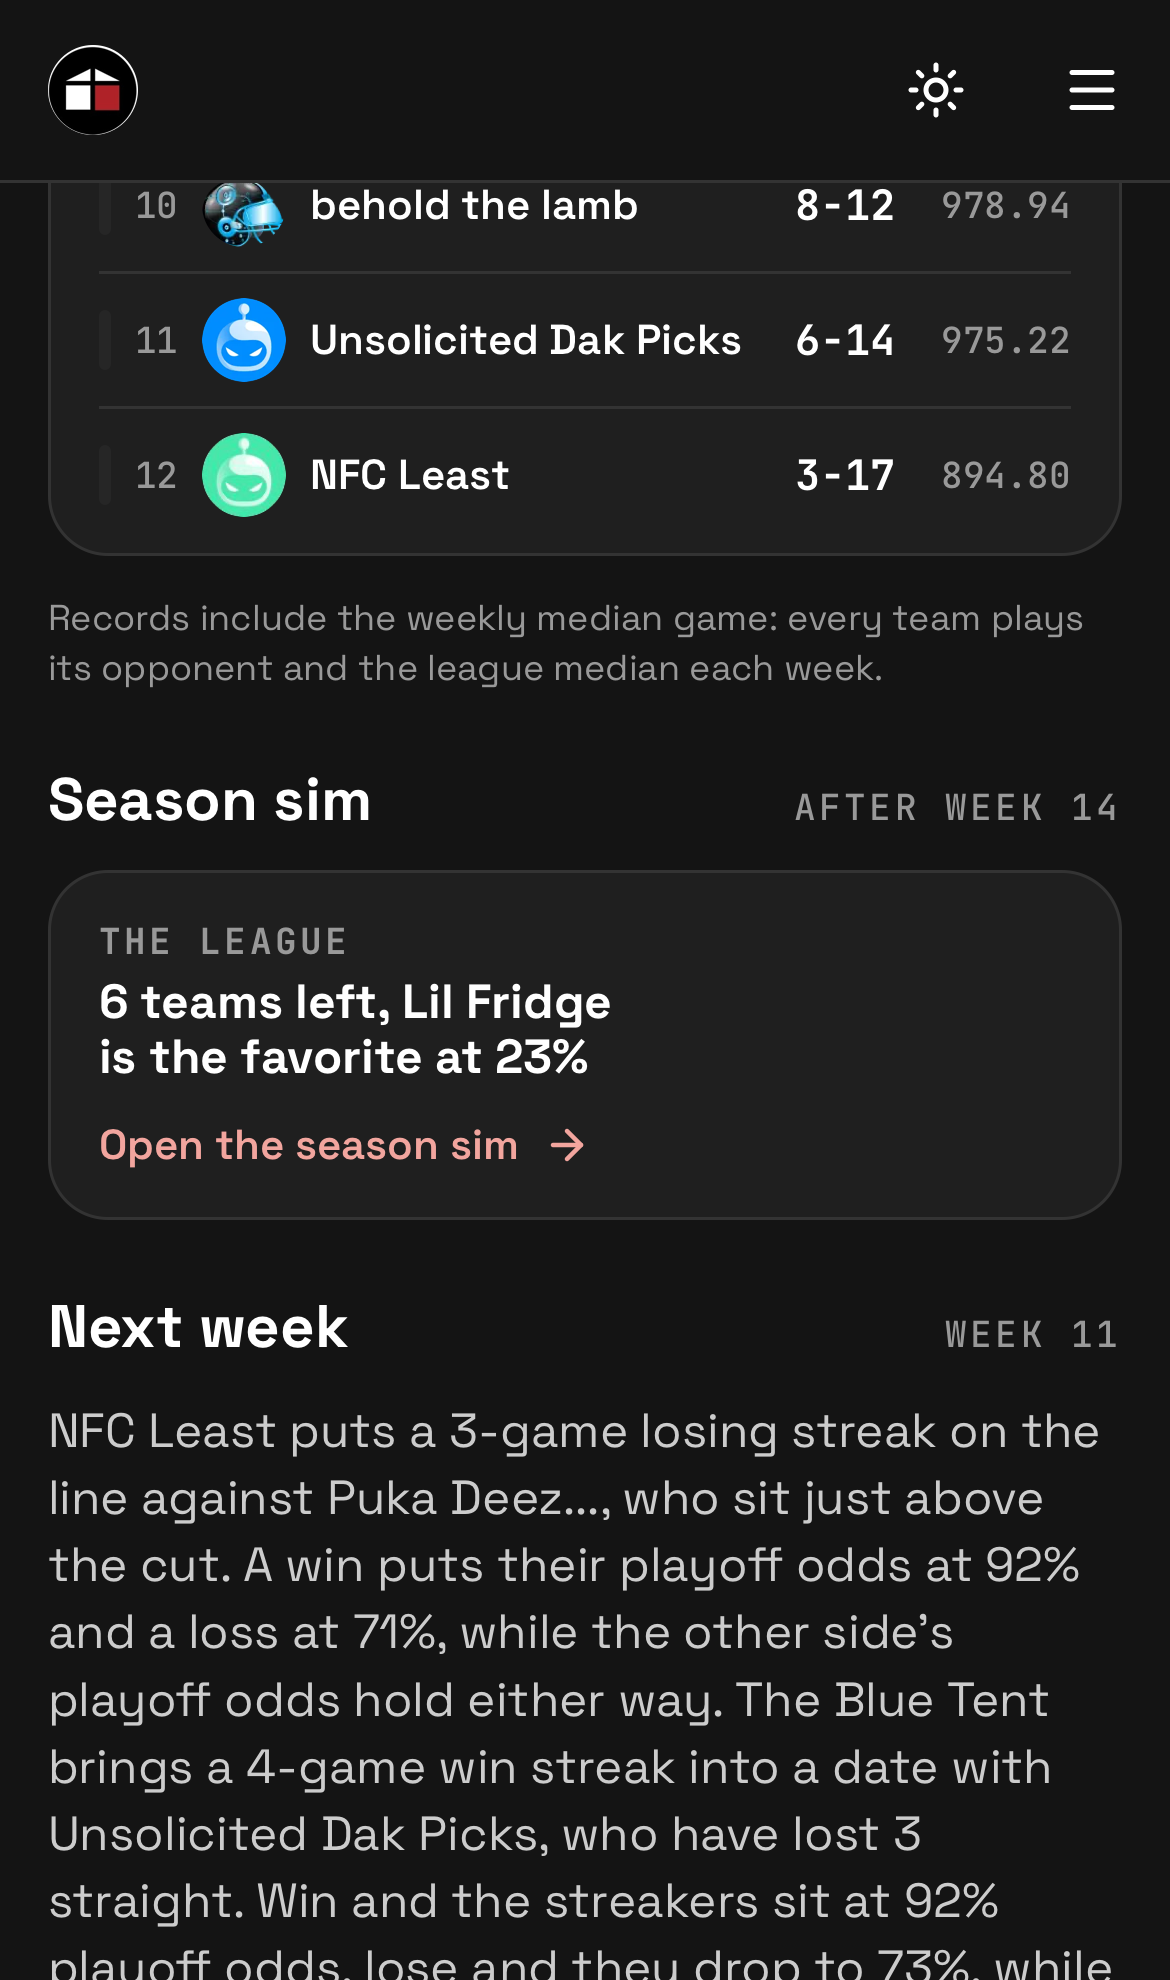 10 behold the lamb 8-12 978.94
11 Unsolicited Dak Picks 6-14 975.22
12 NFC Least 3-17 894.80
Records include the weekly median game: every team plays
its opponent and the league median each week.
Season sim AFTER WEEK 14
THE LEAGUE
6 teams left, Lil Fridge
is the favorite at 23%
Open the season sim →
Next week WEEK 11
NFC Least puts a 3-game losing streak on the
line against Puka Deez..., who sit just above
the cut. A win puts their playoff odds at 92%
and a loss at 71%, while the other side's
playoff odds hold either way. The Blue Tent
brings a 4-game win streak into a date with
Unsolicited Dak Picks, who have lost 3
straight. Win and the streakers sit at 92%
playoff odds, lose and they drop to 73%, while